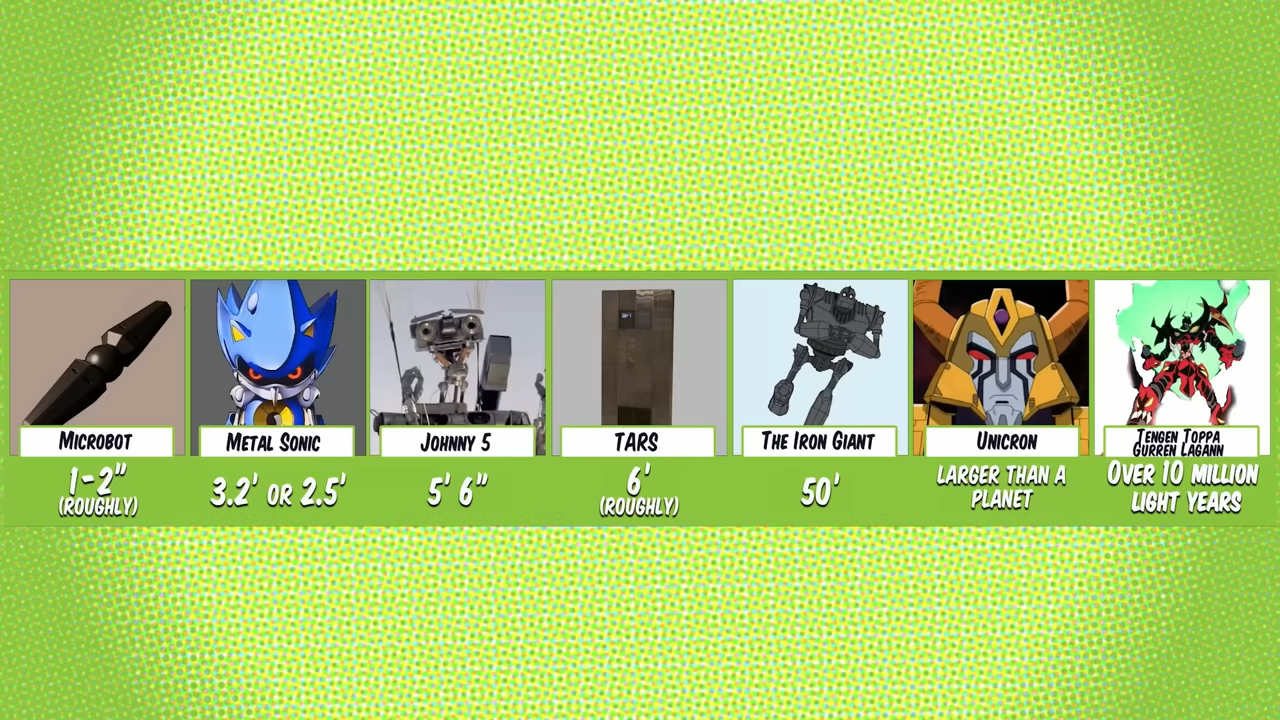 Microbot
1-2"
(roughly)
Metal Sonic
3.2' or 2.5'
Johnny 5
5' 6"
TARS
6'
(roughly)
The Iron Giant
50'
Unicron
larger than a
planet
Tengen Toppa
Gurren Lagann
Over 10 million
light years